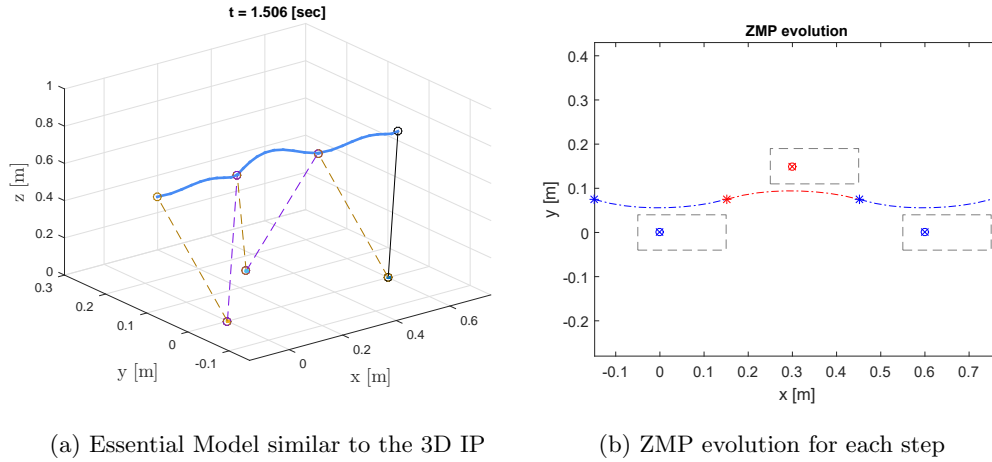 t = 1.506 [sec]
1
0.8
0.6
0.4
0.2
0
z [m]
0.3
0.2
0.1
0
-0.1
y [m]
0
0.2
0.4
0.6
x [m]
(a) Essential Model similar to the 3D IP
ZMP evolution
0.4
0.3
0.2
0.1
0
-0.1
-0.2
y [m]
-0.1 0 0.1 0.2 0.3 0.4 0.5 0.6 0.7
x [m]
(b) ZMP evolution for each step